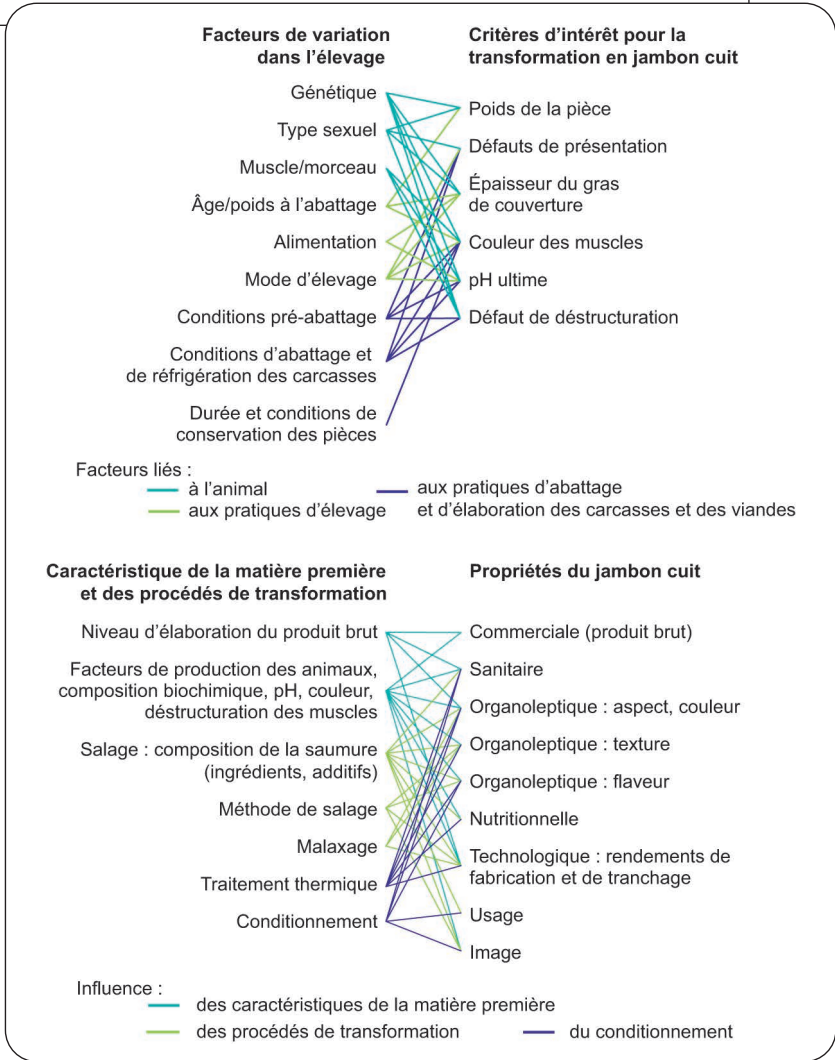 Facteurs de variation
dans l’élevage
Critères d’intérêt pour la
transformation en jambon cuit
Génétique
Type sexuel
Muscle/morceau
Âge/poids à l’abattage
Alimentation
Mode d’élevage
Conditions pré-abattage
Conditions d’abattage et
de réfrigération des carcasses
Durée et conditions de
conservation des pièces
Poids de la pièce
Défauts de présentation
Épaisseur du gras
de couverture
Couleur des muscles
pH ultime
Défaut de déstructuration
Facteurs liés :
à l’animal
aux pratiques d’élevage
aux pratiques d’abattage
et d’élaboration des carcasses et des viandes
Caractéristique de la matière première
et des procédés de transformation
Propriétés du jambon cuit
Niveau d’élaboration du produit brut
Facteurs de production des animaux,
composition biochimique, pH, couleur,
déstructuration des muscles
Salage : composition de la saumure
(ingrédients, additifs)
Méthode de salage
Malaxage
Traitement thermique
Conditionnement
Commerciale (produit brut)
Sanitaire
Organoleptique : aspect, couleur
Organoleptique : texture
Organoleptique : flaveur
Nutritionnelle
Technologique : rendements de
fabrication et de tranchage
Usage
Image
Influence :
des caractéristiques de la matière première
des procédés de transformation
du conditionnement